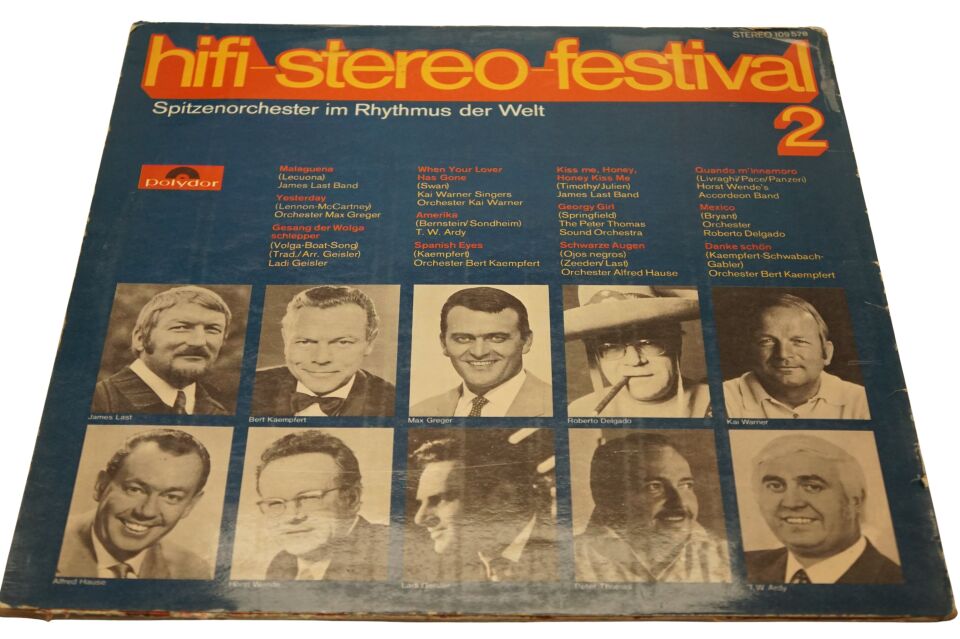 STEREO 109 578
hifi-stereo-festival
Spitzenorchester im Rhythmus der Welt
2
polydor
Malaguena
(Lecuona)
James Last Band
Yesterday
(Lennon-McCartney)
Orchester Max Greger
Gesang der Wolga
schlepper
(Volga-Boat-Song)
(Trad./Arr. Geisler)
Ladi Geisler
When Your Lover
Has Gone
(Swan)
Kai Warner Singers
Orchester Kai Warner
Amerika
(Bernstein/Sondheim)
T. W. Ardy
Spanish Eyes
(Kaempfert)
Orchester Bert Kaempfert
Kiss me, Honey,
Honey Kiss Me
(Timothy/Julien)
James Last Band
Georgy Girl
(Springfield)
The Peter Thomas
Sound Orchestra
Schwarze Augen
(Ojos negros)
(Zeeden/Last)
Orchester Alfred Hause
Quando m'innamoro
(Livraghi/Pace/Panzeri)
Horst Wende's
Accordeon Band
Mexico
(Bryant)
Orchester
Roberto Delgado
Danke schön
(Kaempfert-Schwabach-
Gabler)
Orchester Bert Kaempfert
James Last
Bert Kaempfert
Max Greger
Roberto Delgado
Kai Warner
Alfred Hause
Horst Wende
Ladi Geisler
Peter Thomas
T. W. Ardy